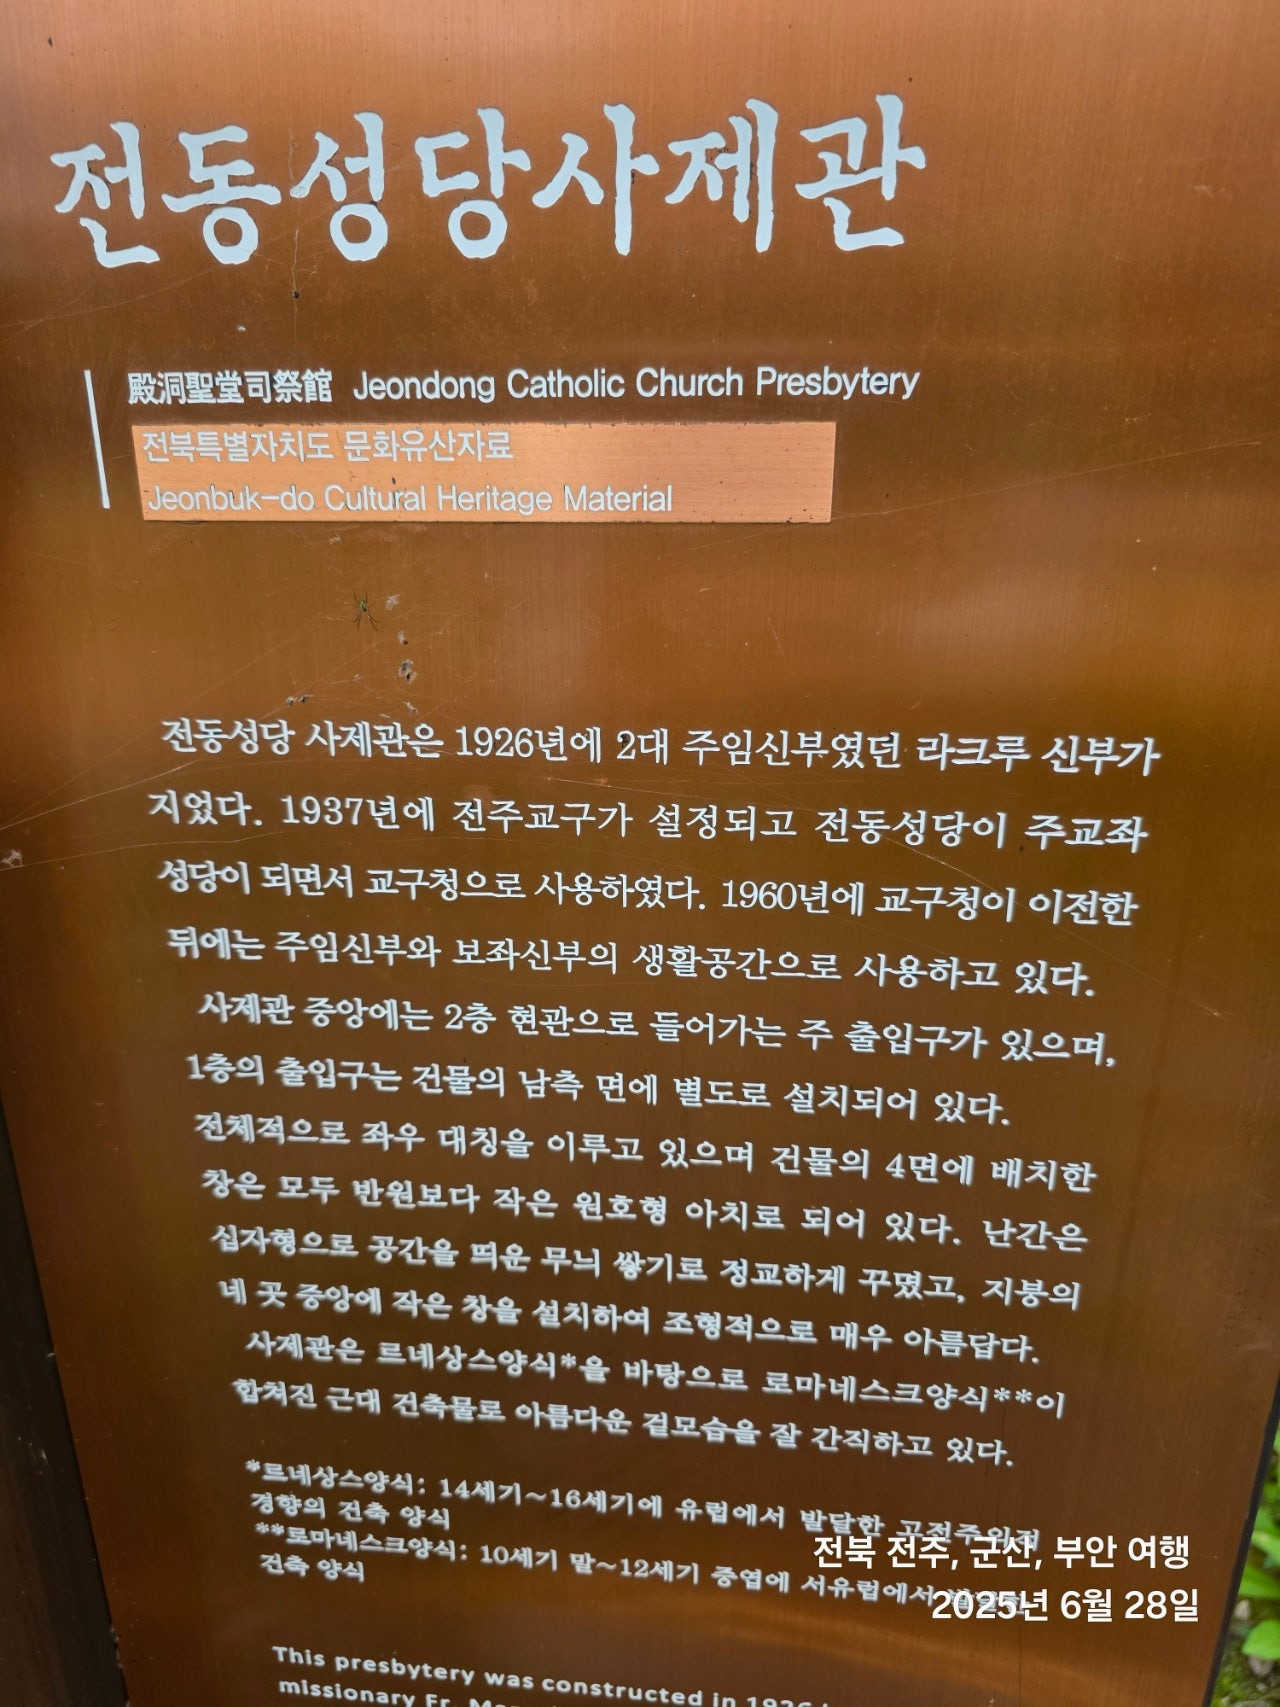 전동성당사제관
殿洞聖堂司祭館 Jeondong Catholic Church Presbytery
전북특별자치도 문화유산자료
Jeonbuk-do Cultural Heritage Material
전동성당 사제관은 1926년에 2대 주임신부였던 라크루 신부가
지었다. 1937년에 전주교구가 설정되고 전동성당이 주교좌
성당이 되면서 교구청으로 사용하였다. 1960년에 교구청이 이전한
뒤에는 주임신부와 보좌신부의 생활공간으로 사용하고 있다.
사제관 중앙에는 2층 현관으로 들어가는 주 출입구가 있으며,
1층의 출입구는 건물의 남측 면에 별도로 설치되어 있다.
전체적으로 좌우 대칭을 이루고 있으며 건물의 4면에 배치한
창은 모두 반원보다 작은 원호형 아치로 되어 있다. 난간은
십자형으로 공간을 띄운 무늬 쌓기로 정교하게 꾸몄고, 지붕의
네 곳 중앙에 작은 창을 설치하여 조형적으로 매우 아름답다.
사제관은 르네상스양식*을 바탕으로 로마네스크양식**이
합쳐진 근대 건축물로 아름다운 겉모습을 잘 간직하고 있다.
*르네상스양식: 14세기~16세기에 유럽에서 발달한 고전주의적
경향의 건축 양식
**로마네스크양식: 10세기 말~12세기 중엽에 서유럽에서
건축 양식
전북 전주, 군산, 부안 여행
2025년 6월 28일
This presbytery was constructed in 1926
missionary Fr.